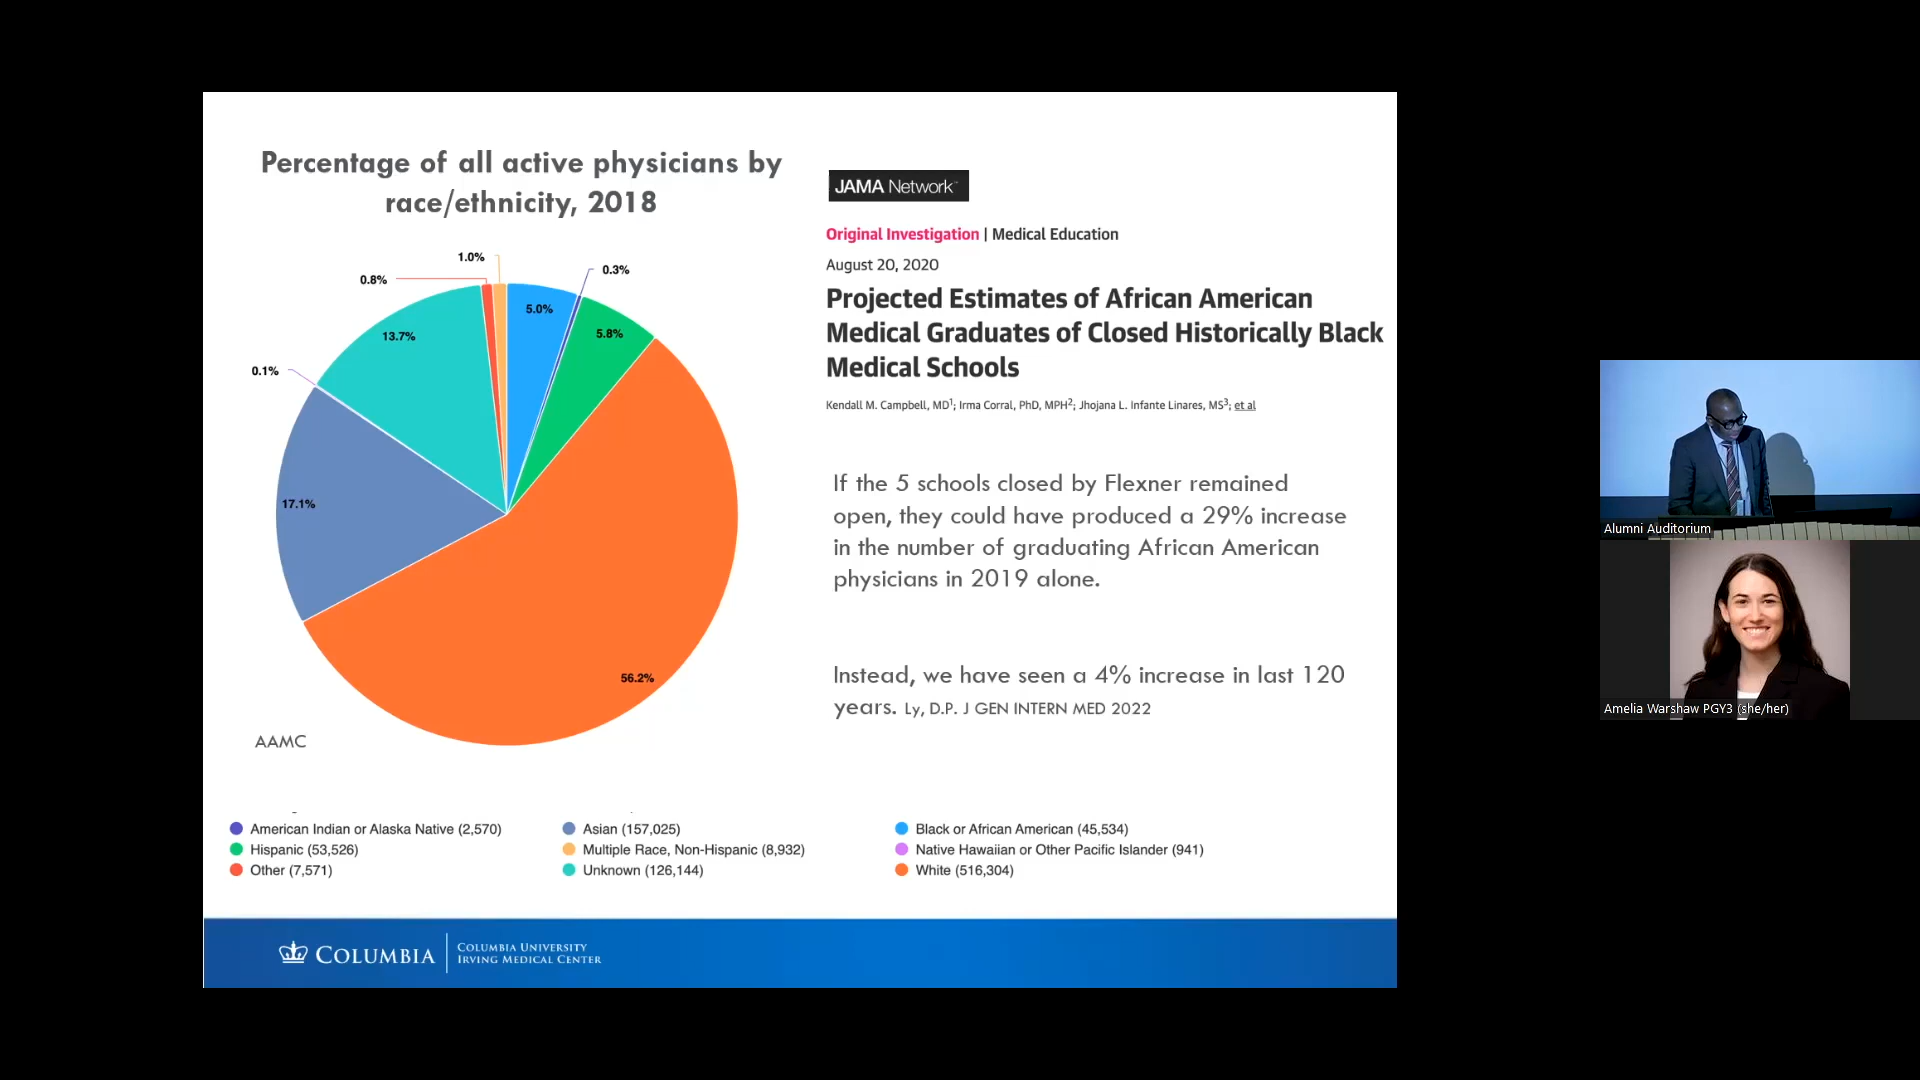 Percentage of all active physicians by
race/ethnicity, 2018
1.0%
0.3%
0.8%
5.0%
5.8%
13.7%
0.1%
17.1%
56.2%
AAMC
JAMA Network™
Original Investigation | Medical Education
August 20, 2020
Projected Estimates of African American
Medical Graduates of Closed Historically Black
Medical Schools
Kendall M. Campbell, MD1; Irma Corral, PhD, MPH2; Jhojana L. Infante Linares, MS3; et al
If the 5 schools closed by Flexner remained
open, they could have produced a 29% increase
in the number of graduating African American
physicians in 2019 alone.
Instead, we have seen a 4% increase in last 120
years. Ly, D.P. J GEN INTERN MED 2022
American Indian or Alaska Native (2,570)
Asian (157,025)
Black or African American (45,534)
Hispanic (53,526)
Multiple Race, Non-Hispanic (8,932)
Native Hawaiian or Other Pacific Islander (941)
Other (7,571)
Unknown (126,144)
White (516,304)
COLUMBIA
COLUMBIA UNIVERSITY
IRVING MEDICAL CENTER
Alumni Auditorium
Amelia Warshaw PGY3 (she/her)